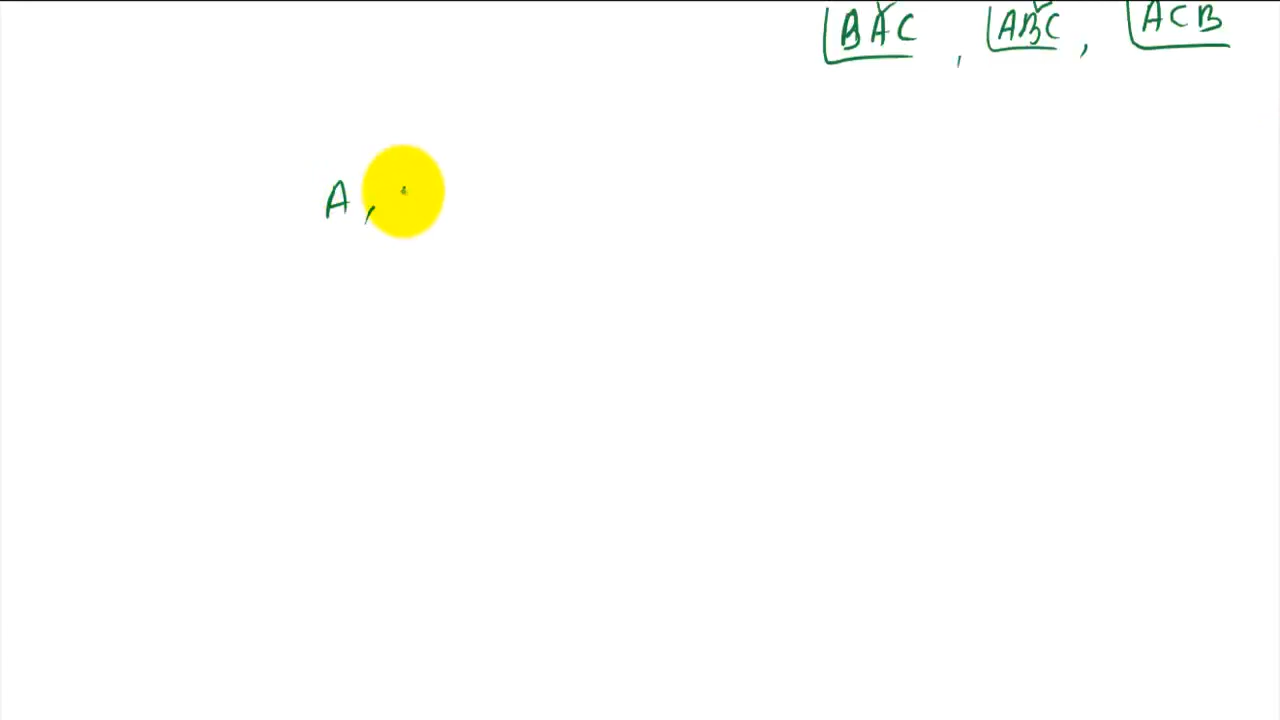 ∠BAC , ∠ABC , ∠ACB
A ,